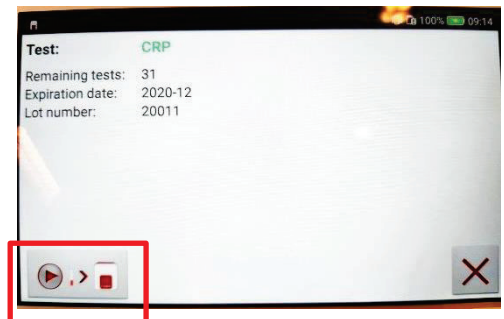 100% 09:14
Test: CRP
Remaining tests: 31
Expiration date: 2020-12
Lot number: 20011